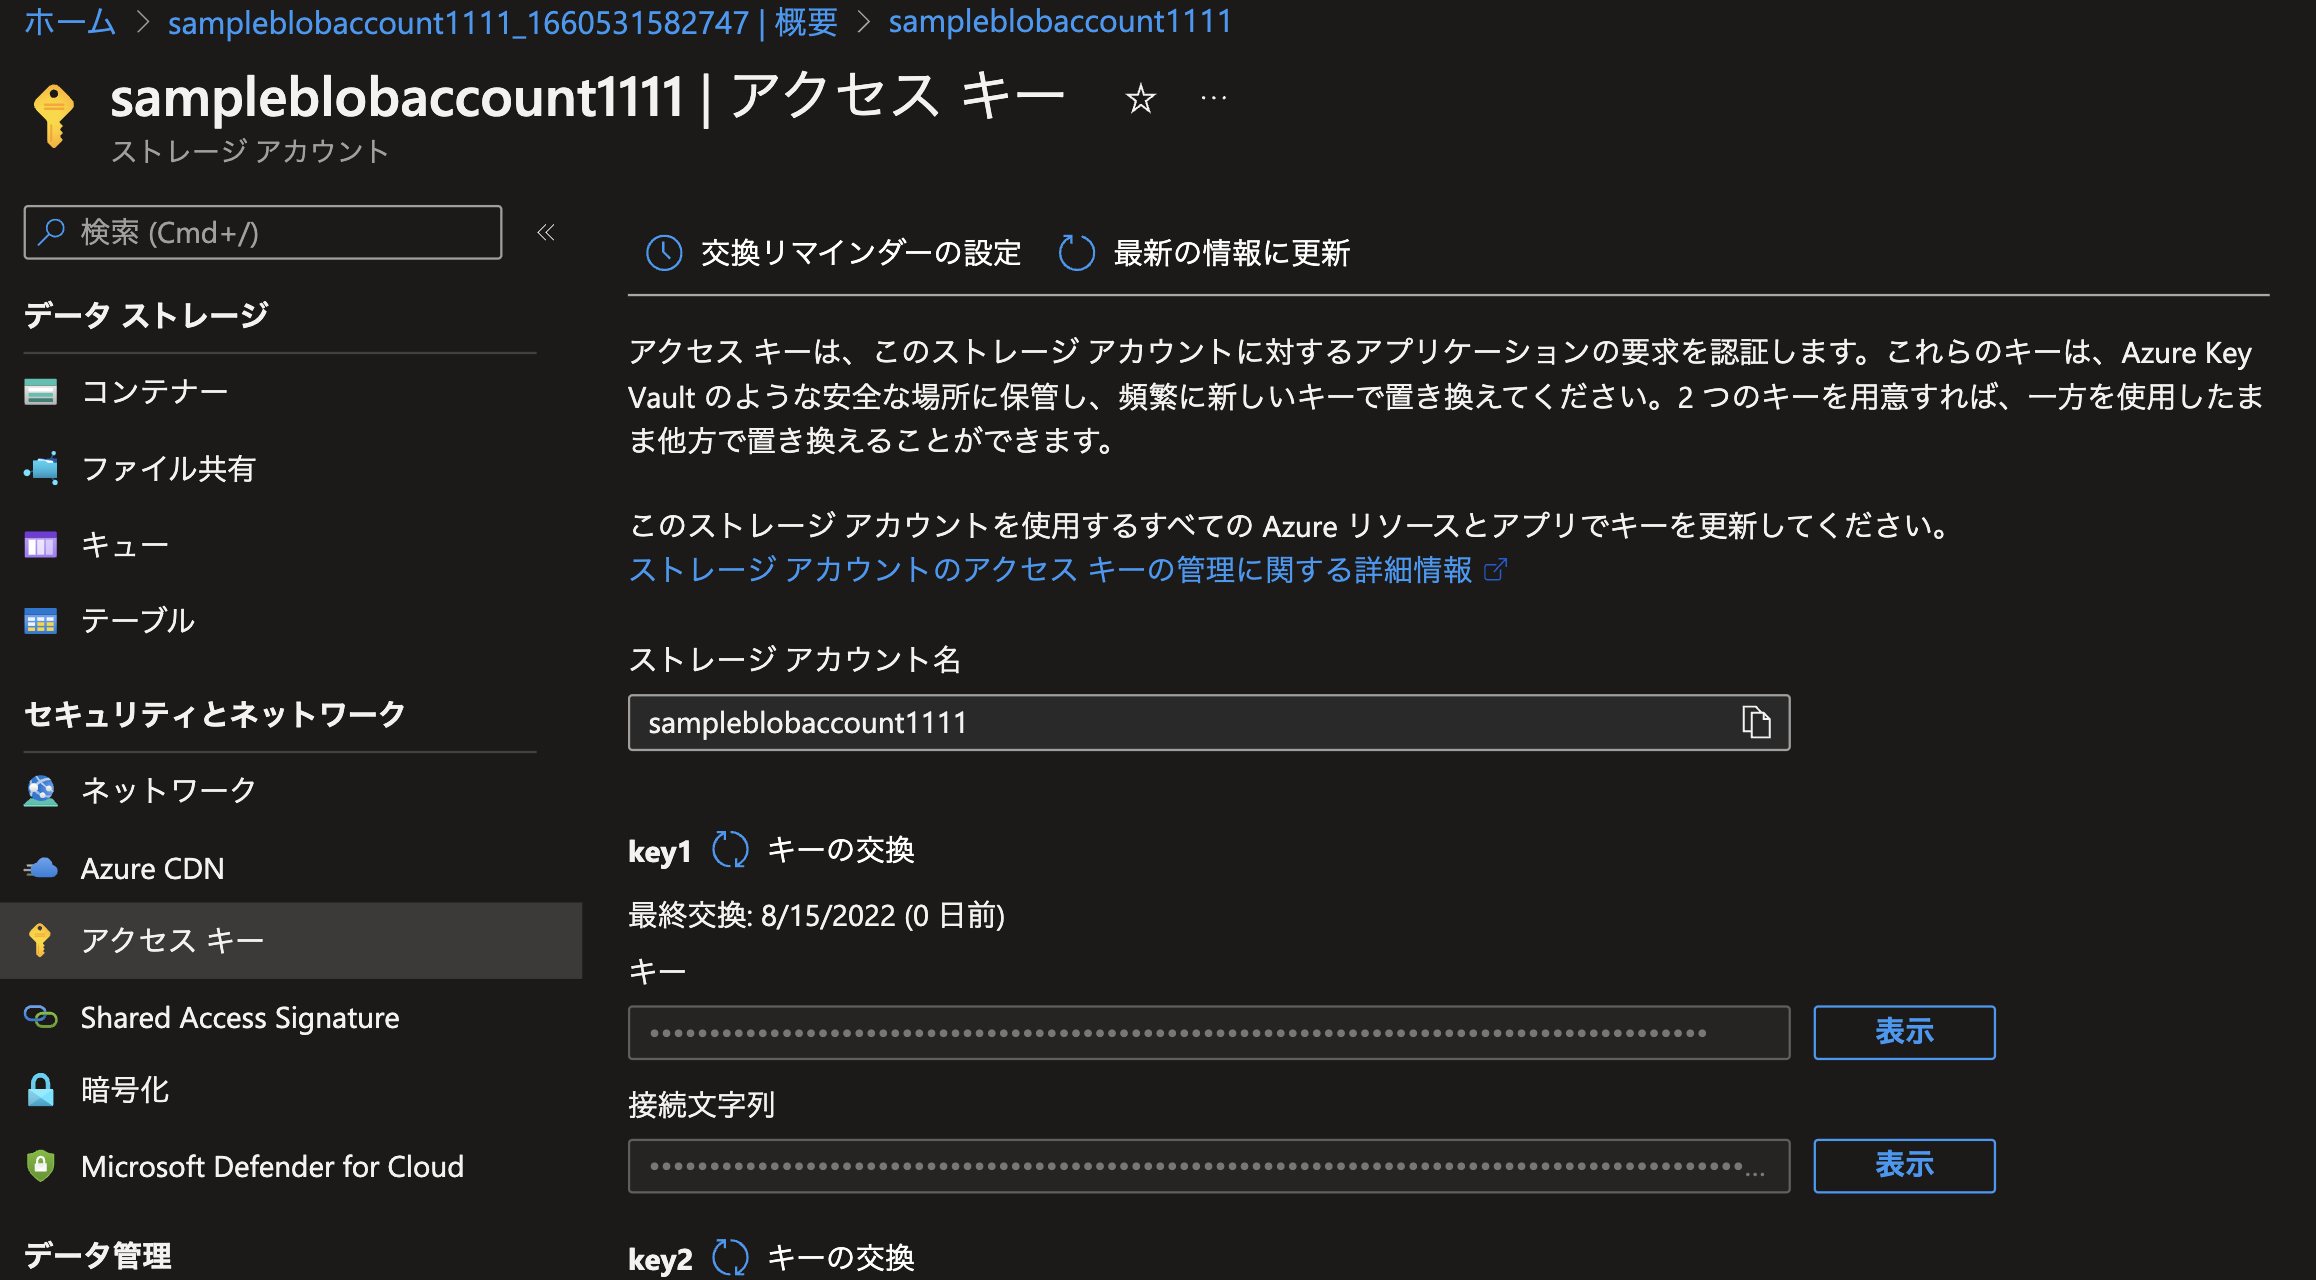 ホーム > sampleblobaccount1111_1660531582747 | 概要 > sampleblobaccount1111
sampleblobaccount1111 | アクセス キー ☆ …
ストレージ アカウント
検索 (Cmd+/) «
データ ストレージ
コンテナー
ファイル共有
キュー
テーブル
セキュリティとネットワーク
ネットワーク
Azure CDN
アクセス キー
Shared Access Signature
暗号化
Microsoft Defender for Cloud
データ管理
交換リマインダーの設定 最新の情報に更新
アクセス キーは、このストレージ アカウントに対するアプリケーションの要求を認証します。これらのキーは、Azure Key
Vault のような安全な場所に保管し、頻繁に新しいキーで置き換えてください。2 つのキーを用意すれば、一方を使用したま
ま他方で置き換えることができます。
このストレージ アカウントを使用するすべての Azure リソースとアプリでキーを更新してください。
ストレージ アカウントのアクセス キーの管理に関する詳細情報
ストレージ アカウント名
sampleblobaccount1111
key1 キーの交換
最終交換: 8/15/2022 (0 日前)
キー
表示
接続文字列
表示
key2 キーの交換